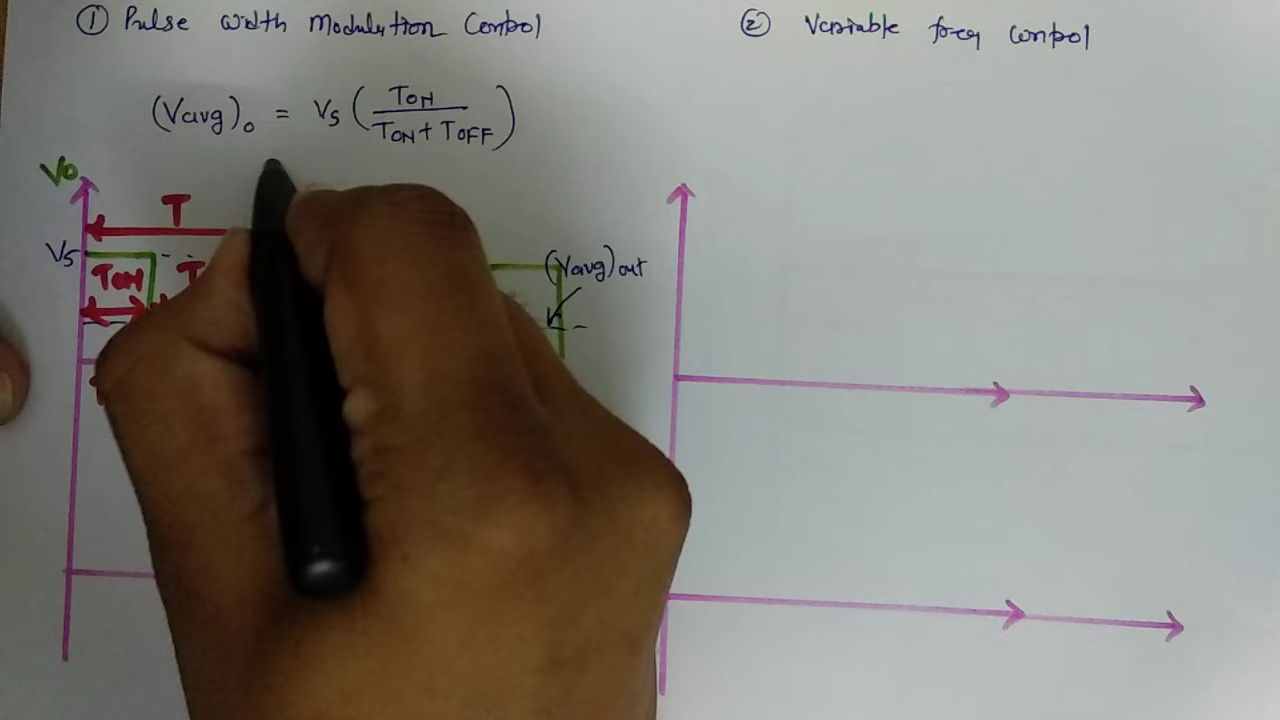 ① Pulse width Modulation Control
② Variable freq control
(Vavg)o = Vs (TON / TON + TOFF)
Vo
T
Vs
TON
(Vavg)out